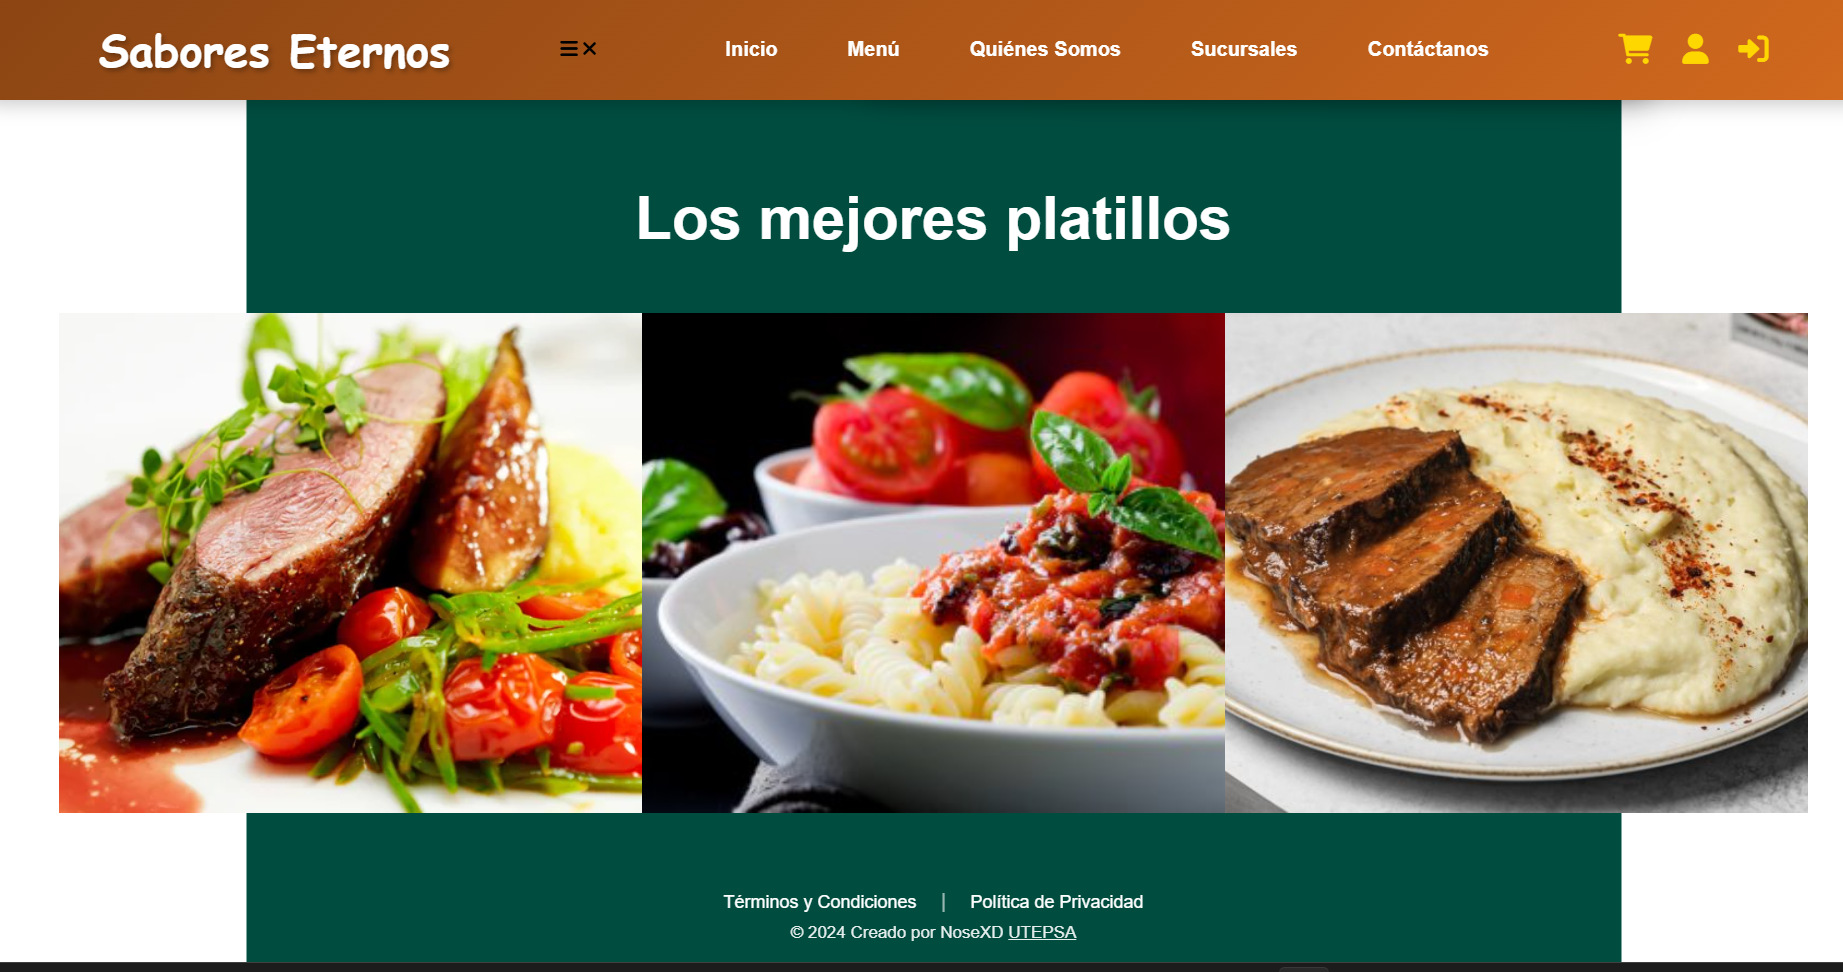 Sabores Eternos
Inicio Menú Quiénes Somos Sucursales Contáctanos
Los mejores platillos
Términos y Condiciones | Política de Privacidad
© 2024 Creado por NoseXD UTEPSA